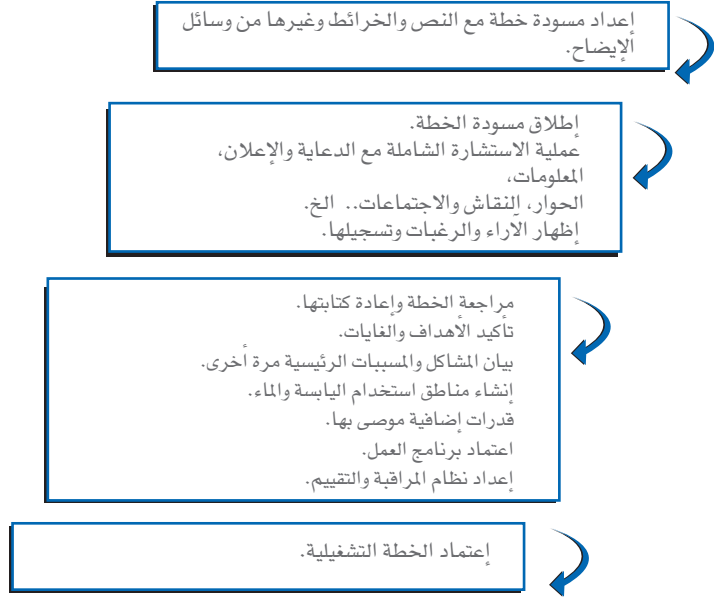 إعداد مسودة خطة مع النص والخرائط وغيرها من وسائل
الإيضاح.
إطلاق مسودة الخطة.
عملية الاستشارة الشاملة مع الدعاية والإعلان،
المعلومات،
الحوار، النقاش والاجتماعات.. الخ.
إظهار الآراء والرغبات وتسجيلها.
مراجعة الخطة وإعادة كتابتها.
تأكيد الأهداف والغايات.
بيان المشاكل والمسببات الرئيسية مرة أخرى.
إنشاء مناطق استخدام اليابسة والماء.
قدرات إضافية موصى بها.
اعتماد برنامج العمل.
إعداد نظام المراقبة والتقييم.
إعتماد الخطة التشغيلية.